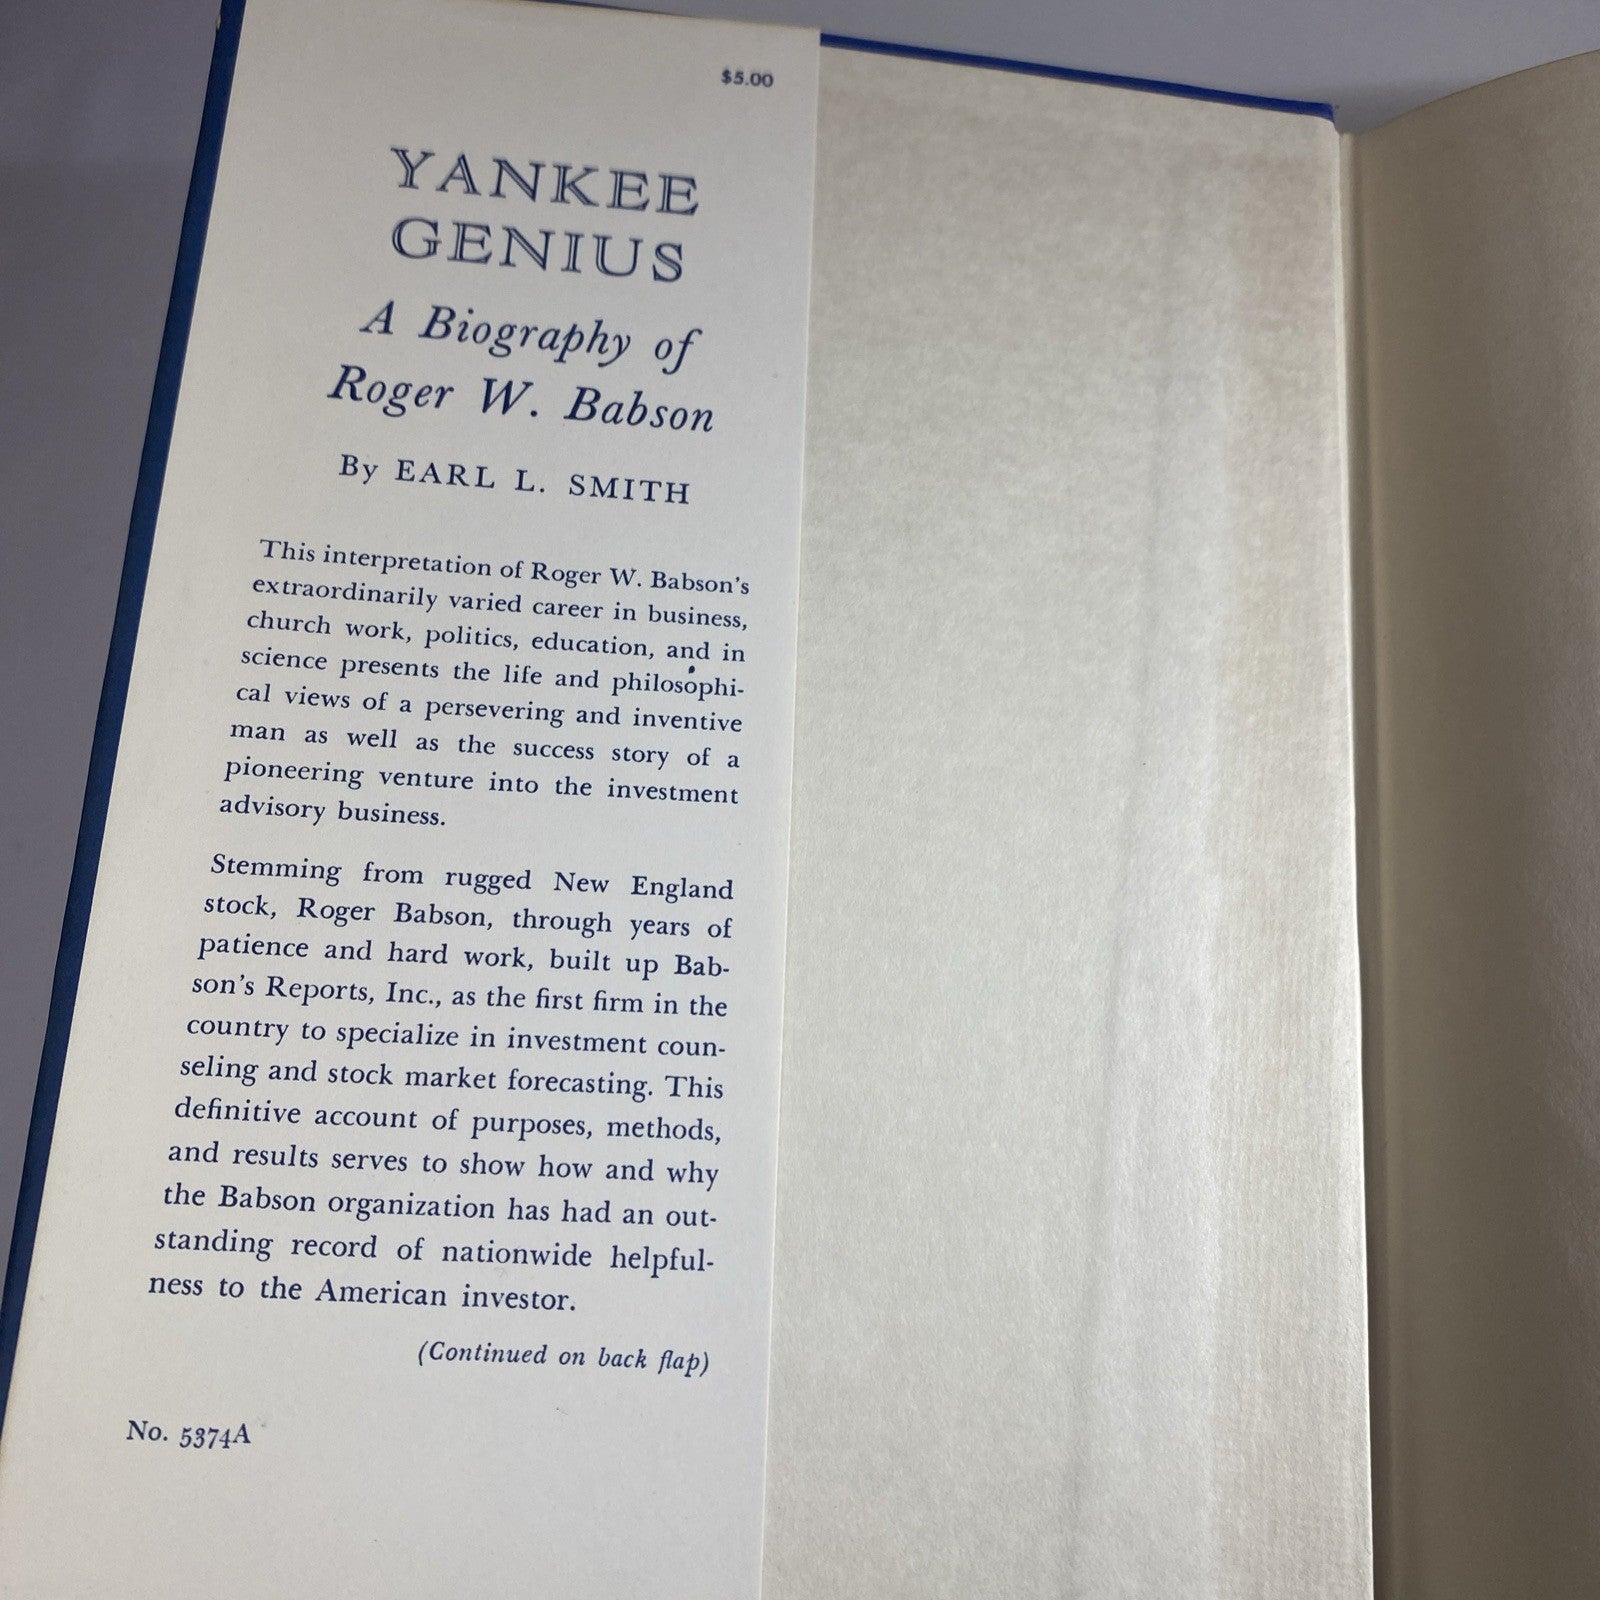 $5.00
YANKEE
GENIUS
A Biography of
Roger W. Babson
By EARL L. SMITH
This interpretation of Roger W. Babson's
extraordinarily varied career in business,
church work, politics, education, and in
science presents the life and philosophi-
cal views of a persevering and inventive
man as well as the success story of a
pioneering venture into the investment
advisory business.
Stemming from rugged New England
stock, Roger Babson, through years of
patience and hard work, built up Bab-
son's Reports, Inc., as the first firm in the
country to specialize in investment coun-
seling and stock market forecasting. This
definitive account of purposes, methods,
and results serves to show how and why
the Babson organization has had an out-
standing record of nationwide helpful-
ness to the American investor.
(Continued on back flap)
No. 5374A